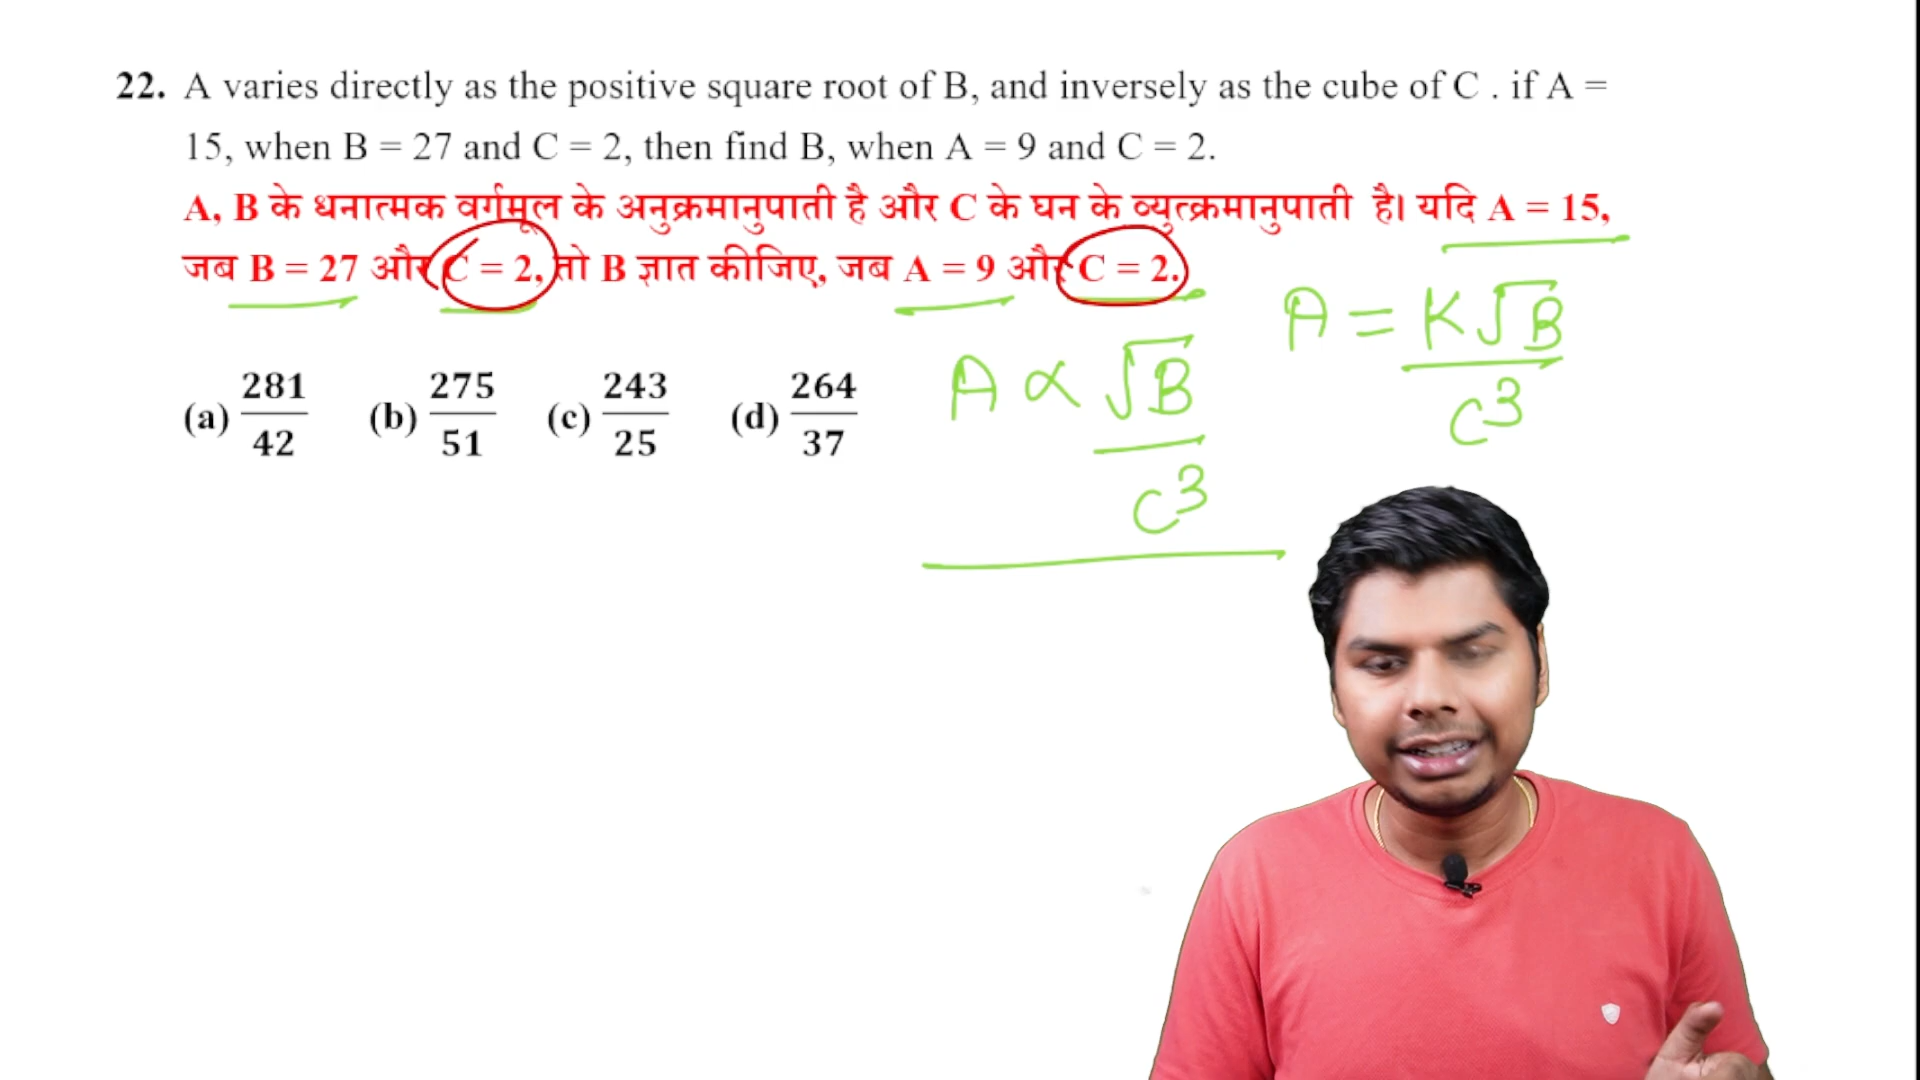 22. A varies directly as the positive square root of B, and inversely as the cube of C . if A =
15, when B = 27 and C = 2, then find B, when A = 9 and C = 2.
A, B के धनात्मक वर्गमूल के अनुक्रमानुपाती है और C के घन के व्युत्क्रमानुपाती है। यदि A = 15,
जब B = 27 और C = 2, तो B ज्ञात कीजिए, जब A = 9 और C = 2.
(a) 281/42 (b) 275/51 (c) 243/25 (d) 264/37
A ∝ √B/C³
A = K√B/C³